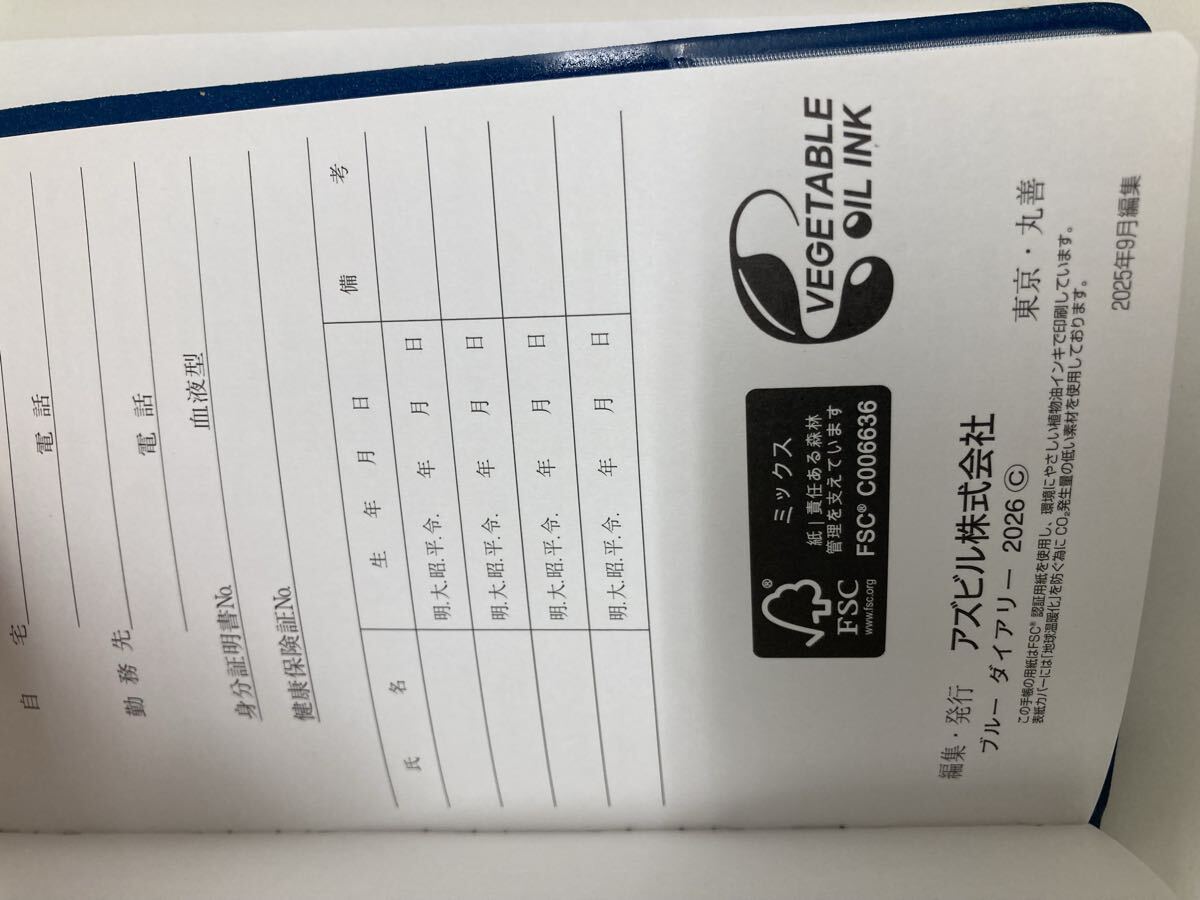 自宅
電話
勤務先
電話
血液型
身分証明書No.
健康保険証No.
氏名 生年月日 備考
明.大.昭.平.令. 年 月 日
明.大.昭.平.令. 年 月 日
明.大.昭.平.令. 年 月 日
明.大.昭.平.令. 年 月 日
FSC®
www.fsc.org
ミックス
紙|責任ある森林
管理を支えています
FSC® C006636
VEGETABLE
OIL INK
編集・発行 アズビル株式会社
ブルー ダイアリー 2026 © 東京・丸善
この手帳の用紙はFSC®認証用紙を使用し、環境にやさしい植物油インキで印刷しています。
表紙カバーには「地球温暖化」を防ぐ為に CO₂発生量の低い素材を使用しております。
2025年9月編集